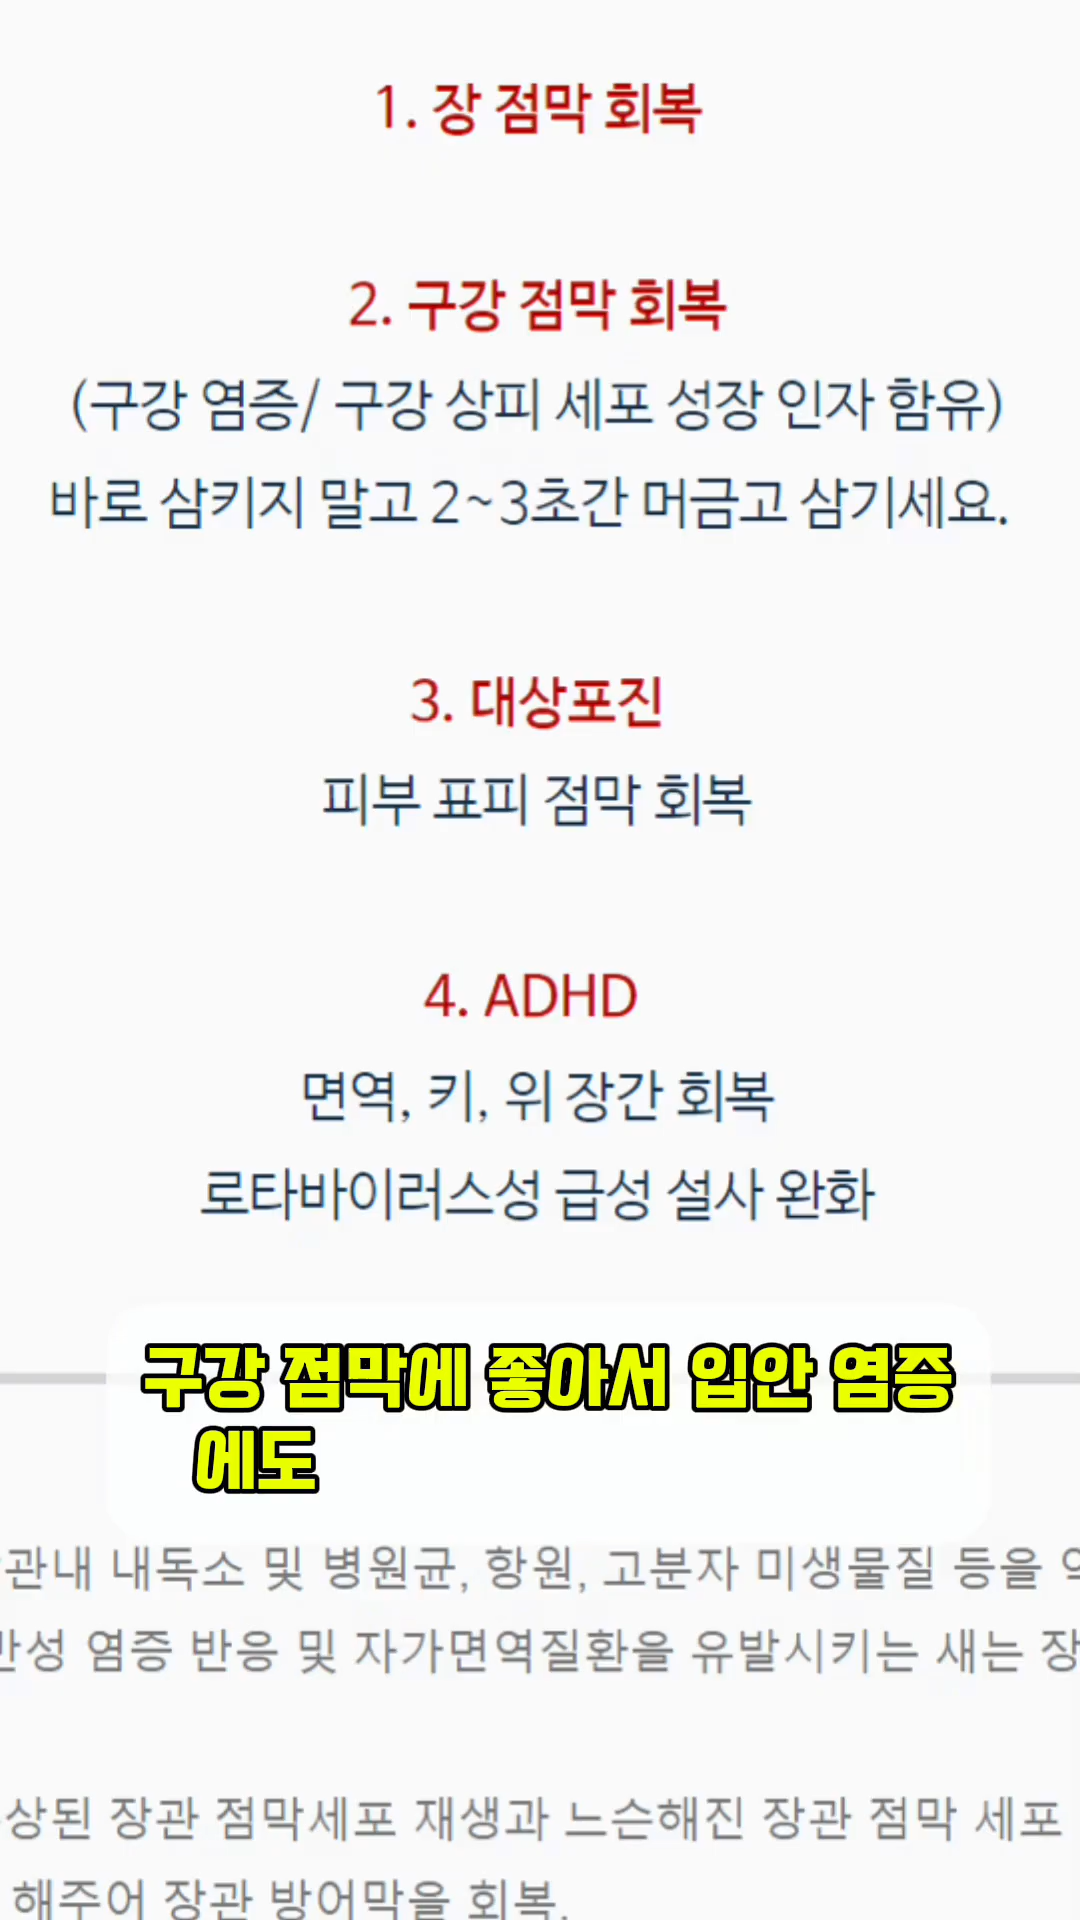 1. 장 점막 회복
2. 구강 점막 회복
(구강 염증/ 구강 상피 세포 성장 인자 함유)
바로 삼키지 말고 2~3초간 머금고 삼기세요.
3. 대상포진
피부 표피 점막 회복
4. ADHD
면역, 키, 위 장간 회복
로타바이러스성 급성 설사 완화
구강 점막에 좋아서 입안 염증
에도
관내 내독소 및 병원균, 항원, 고분자 미생물질 등을
만성 염증 반응 및 자가면역질환을 유발시키는 새는 장
상된 장관 점막세포 재생과 느슨해진 장관 점막 세포
해주어 장관 방어막을 회복.